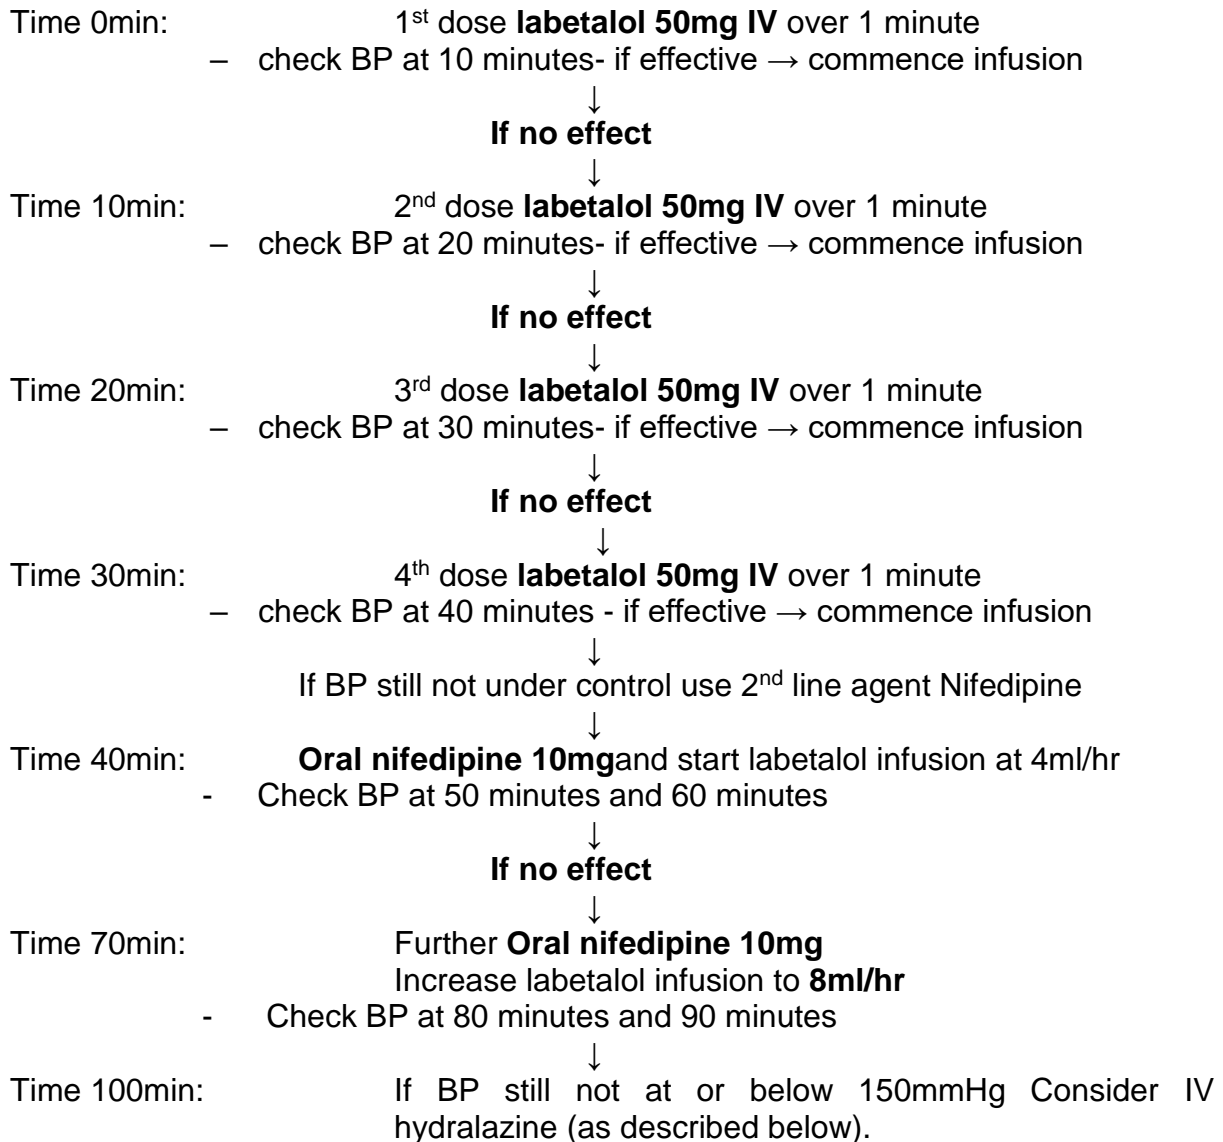 Time 0min: 1st dose labetalol 50mg IV over 1 minute
– check BP at 10 minutes- if effective → commence infusion
↓
If no effect
↓
Time 10min: 2nd dose labetalol 50mg IV over 1 minute
– check BP at 20 minutes- if effective → commence infusion
↓
If no effect
↓
Time 20min: 3rd dose labetalol 50mg IV over 1 minute
– check BP at 30 minutes- if effective → commence infusion
↓
If no effect
↓
Time 30min: 4th dose labetalol 50mg IV over 1 minute
– check BP at 40 minutes - if effective → commence infusion
↓
If BP still not under control use 2nd line agent Nifedipine
↓
Time 40min: Oral nifedipine 10mgand start labetalol infusion at 4ml/hr
- Check BP at 50 minutes and 60 minutes
↓
If no effect
↓
Time 70min: Further Oral nifedipine 10mg
Increase labetalol infusion to 8ml/hr
- Check BP at 80 minutes and 90 minutes
↓
Time 100min: If BP still not at or below 150mmHg Consider IV
hydralazine (as described below).